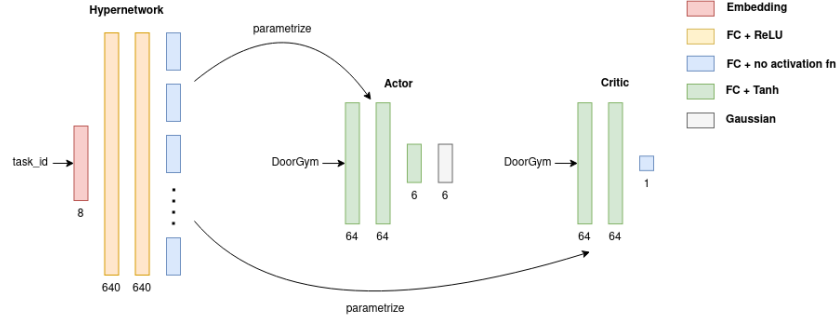 Hypernetwork
Embedding
FC + ReLU
FC + no activation fn
FC + Tanh
Gaussian
parametrize
Actor
Critic
task_id
DoorGym
DoorGym
8
640
640
64
64
6
6
64
64
1
parametrize